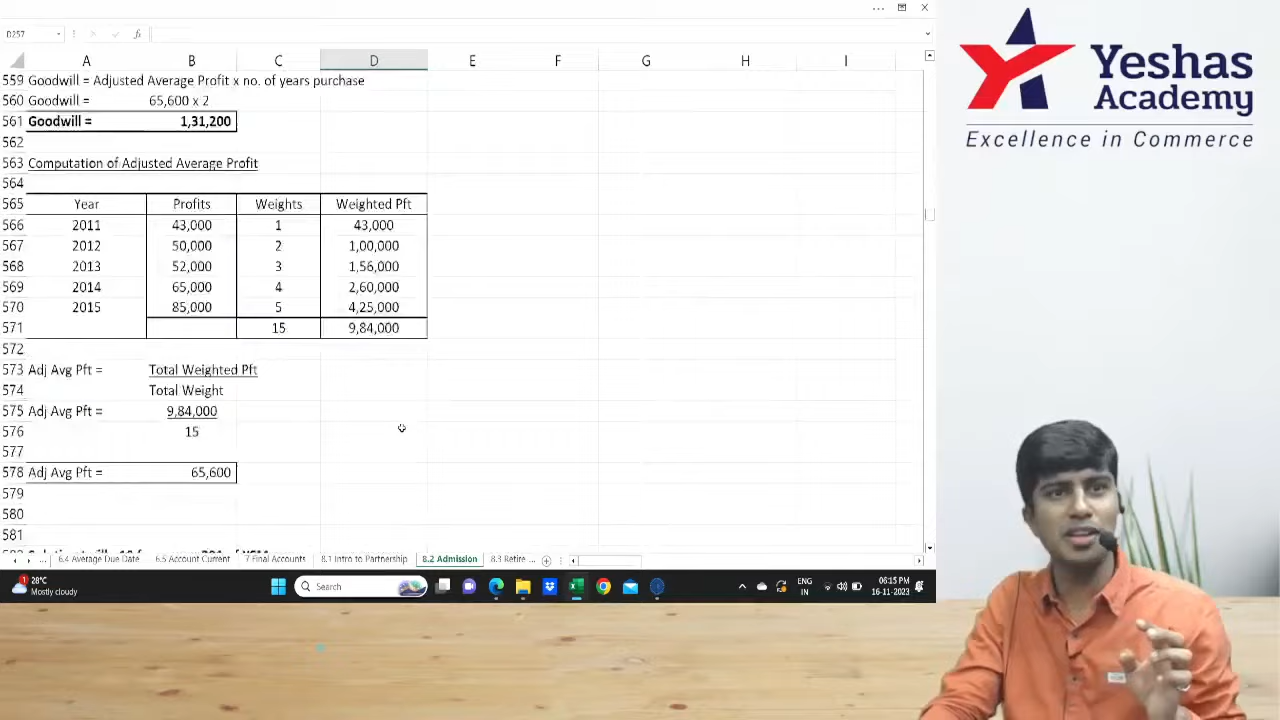 D257
fx
A B C D E F G H I
559 Goodwill = Adjusted Average Profit x no. of years purchase
560 Goodwill = 65,600 x 2
561 Goodwill = 1,31,200
562
563 Computation of Adjusted Average Profit
564
565 Year Profits Weights Weighted Pft
566 2011 43,000 1 43,000
567 2012 50,000 2 1,00,000
568 2013 52,000 3 1,56,000
569 2014 65,000 4 2,60,000
570 2015 85,000 5 4,25,000
571 15 9,84,000
572
573 Adj Avg Pft = Total Weighted Pft
574 Total Weight
575 Adj Avg Pft = 9,84,000
576 15
577
578 Adj Avg Pft = 65,600
579
580
581
... 6.4 Average Due Date 6.5 Account Current 7 Final Accounts 8.1 Intro to Partnership 8.2 Admission 8.3 Retire ...
1
28°C
Mostly cloudy
Search
ENG
IN
06:15 PM
16-11-2023
Yeshas
Academy
Excellence in Commerce